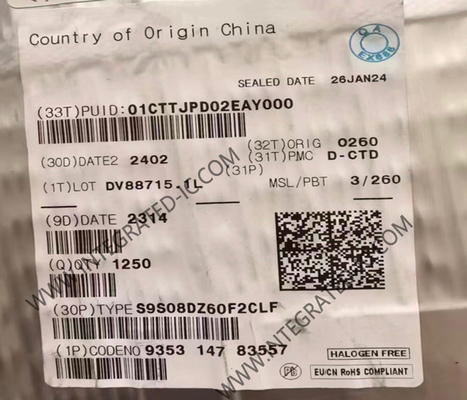 Country of Origin China
QA
SEALED DATE 26JAN24
(33T)PUID:01CTTJPD02EAY000
(32T)ORIG 0260
(30D)DATE2 2402
(31T)PMC D-CTD
(31P)
(1T)LOT DV88715
MSL/PBT 3/260
(9D)DATE 2314
(Q)QTY 1250
(30P)TYPE S9S08DZ60F2CLF
(1P)CODENO 9353 147 83557
HALOGEN FREE
EU/CN RoHS COMPLIANT
WWW.INTEGRATED-IC.COM
WWW.INTEGRATED-IC.COM